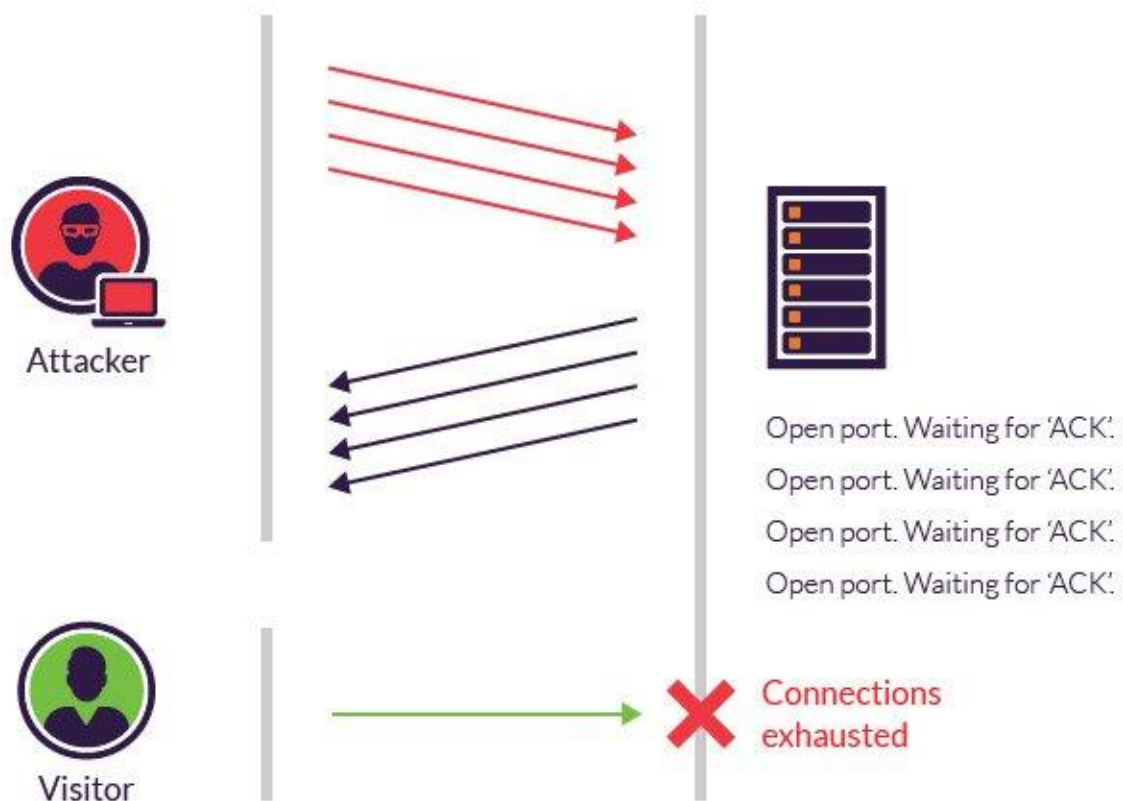 Attacker
Open port. Waiting for ‘ACK’.
Open port. Waiting for ‘ACK’.
Open port. Waiting for ‘ACK’.
Open port. Waiting for ‘ACK’.
Connections
exhausted
Visitor